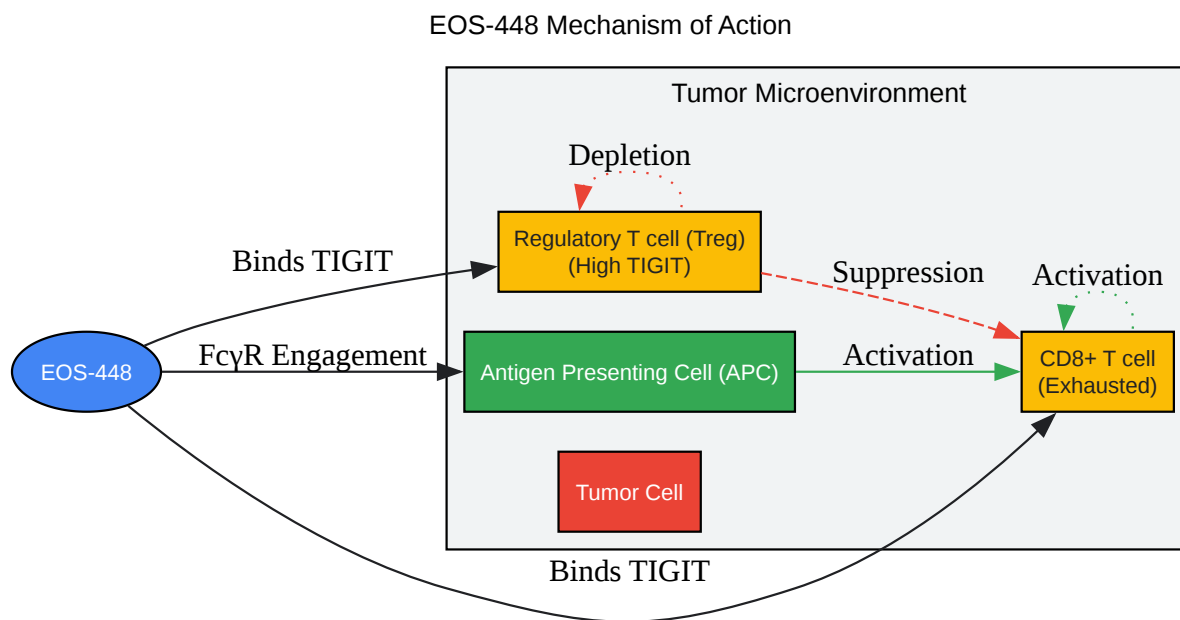 EOS-448 Mechanism of Action
Tumor Microenvironment
Depletion
Regulatory T cell (Treg)
(High TIGIT)
Binds TIGIT
Suppression
Activation
EOS-448
FcγR Engagement
Antigen Presenting Cell (APC)
Activation
CD8+ T cell
(Exhausted)
Tumor Cell
Binds TIGIT